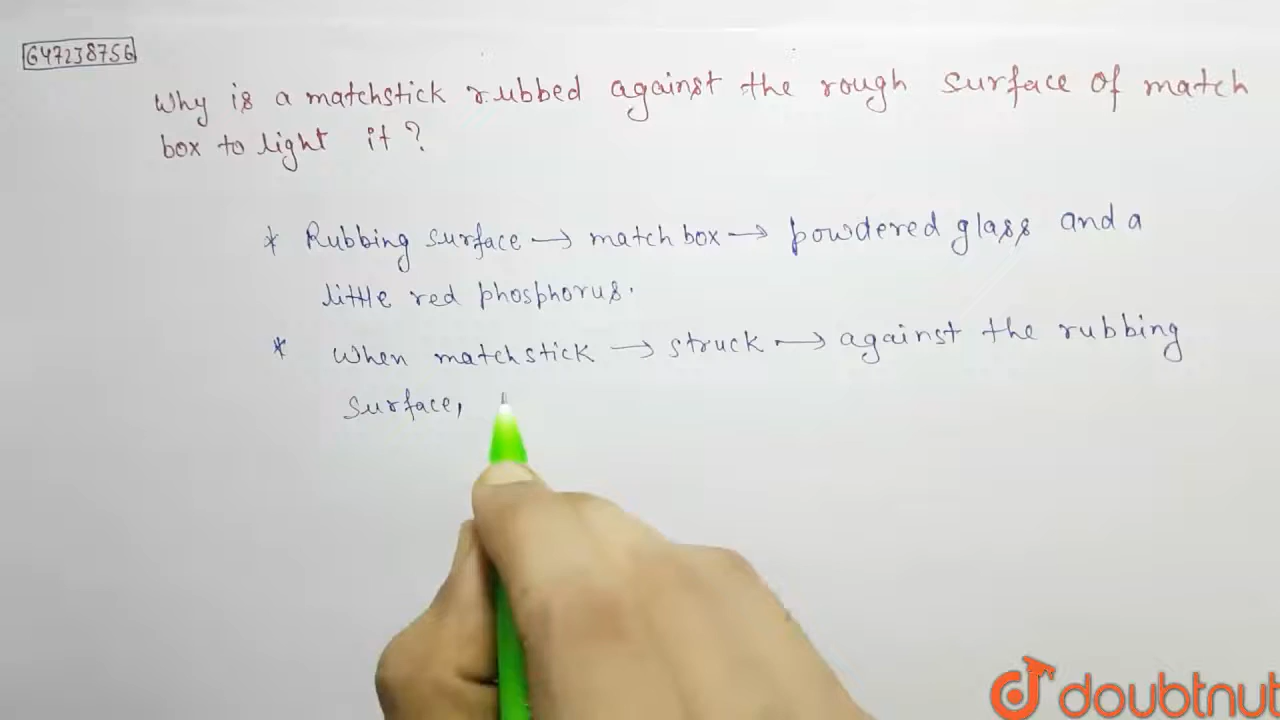 647238756
Why is a matchstick rubbed against the rough surface of match
box to light it?
* Rubbing surface → match box → powdered glass and a
little red phosphorus.
* When matchstick → struck → against the rubbing
surface,
doubtnut